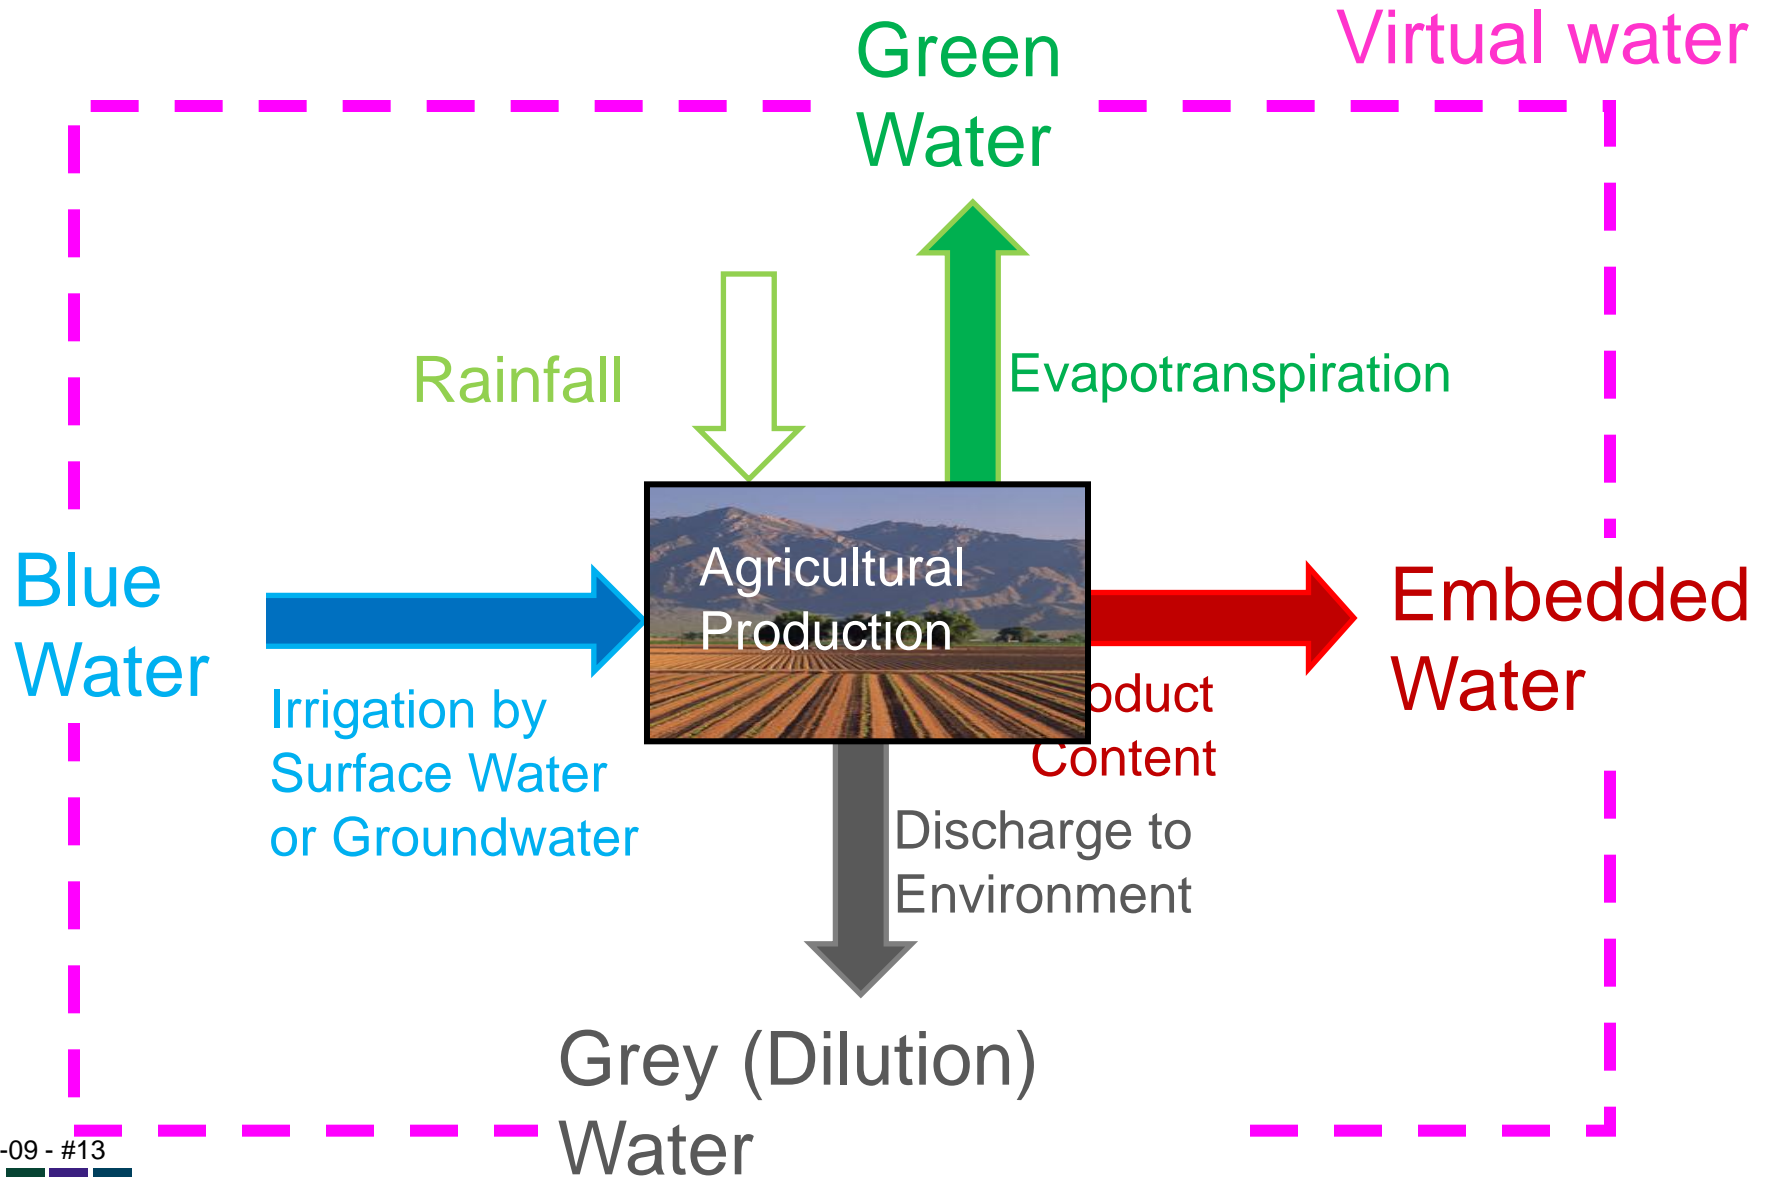 Virtual water
Green
Water
Rainfall
Evapotranspiration
Blue
Water
Agricultural
Production
Embedded
Water
Irrigation by
Surface Water
or Groundwater
oduct
Content
Discharge to
Environment
Grey (Dilution)
Water
-09 - #13